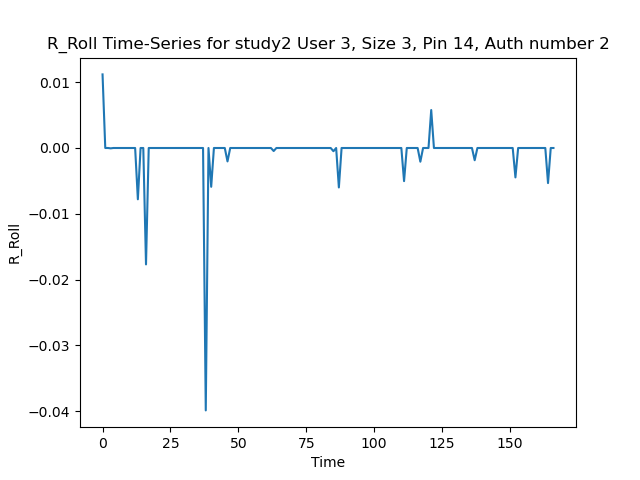 R_Roll Time-Series for study2 User 3, Size 3, Pin 14, Auth number 2
0.01
0.00
−0.01
−0.02
−0.03
−0.04
R_Roll
0 25 50 75 100 125 150
Time